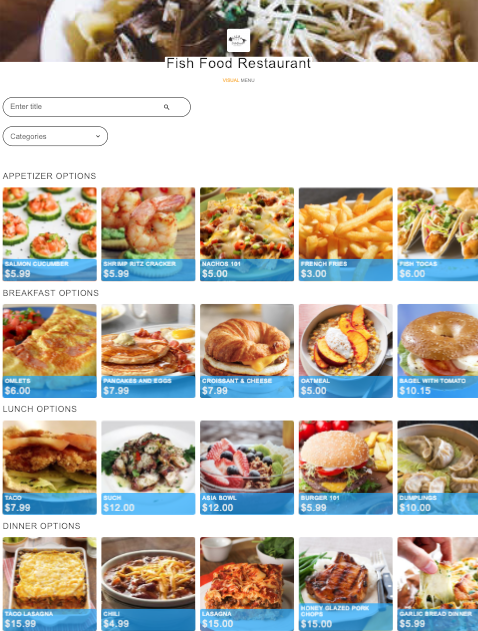 Fish Food Restaurant
VISUAL MENU
Enter title
Categories
APPETIZER OPTIONS
SALMON CUCUMBER
$5.99
SHRIMP RITZ CRACKER
$5.99
NACHOS 101
$5.00
FRENCH FRIES
$3.00
FISH TOCAS
$6.00
BREAKFAST OPTIONS
OMLETS
$6.00
PANCAKES AND EGGS
$7.99
CROISSANT & CHEESE
$7.99
OATMEAL
$5.00
BAGEL WITH TOMATO
$10.15
LUNCH OPTIONS
TACO
$7.99
$12.00
ASIA BOWL
$12.00
BURGER 101
$5.99
DUMPLINGS
$10.00
DINNER OPTIONS
TACO LASAGNA
$15.99
CHILI
$4.99
LASAGNA
$15.00
HONEY GLAZED PORK
CHOPS
$15.00
GARLIC BREAD DINNER
$5.99